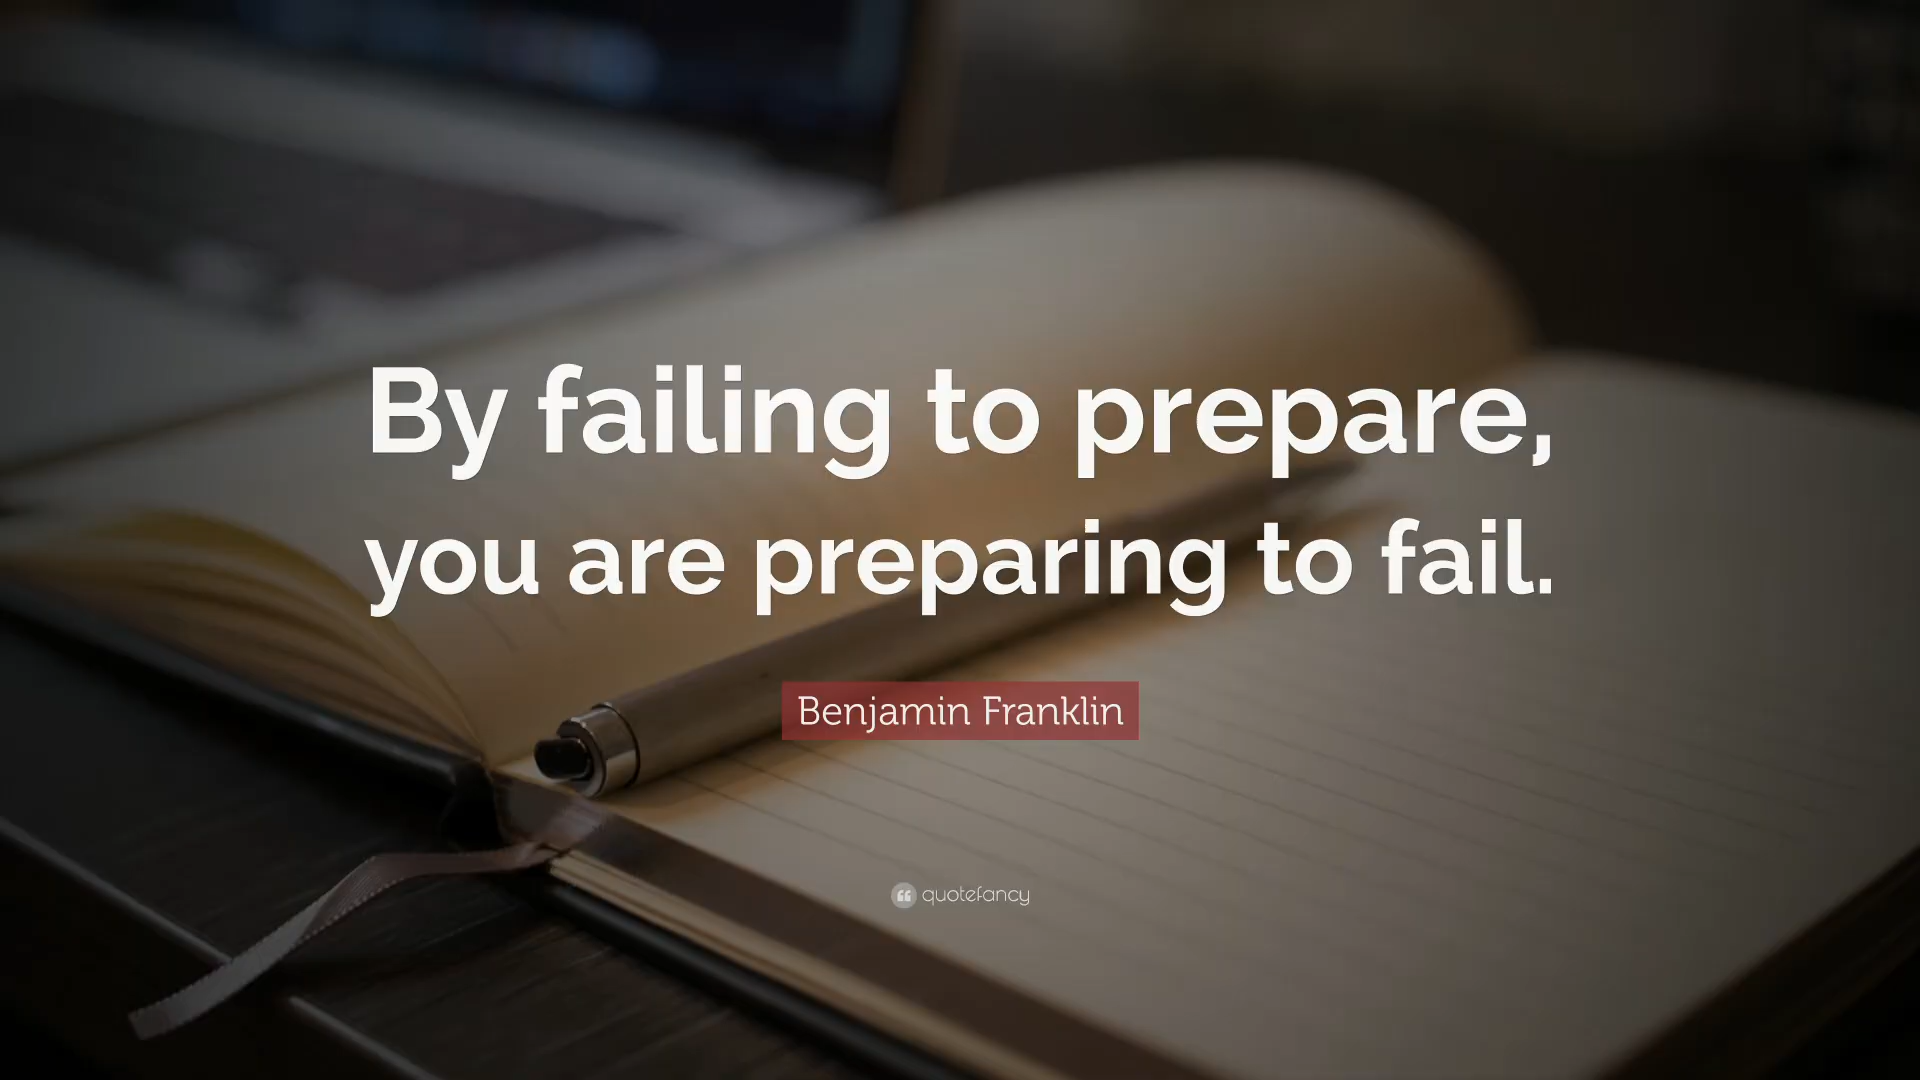 By failing to prepare,
you are preparing to fail.
Benjamin Franklin
quotefancy